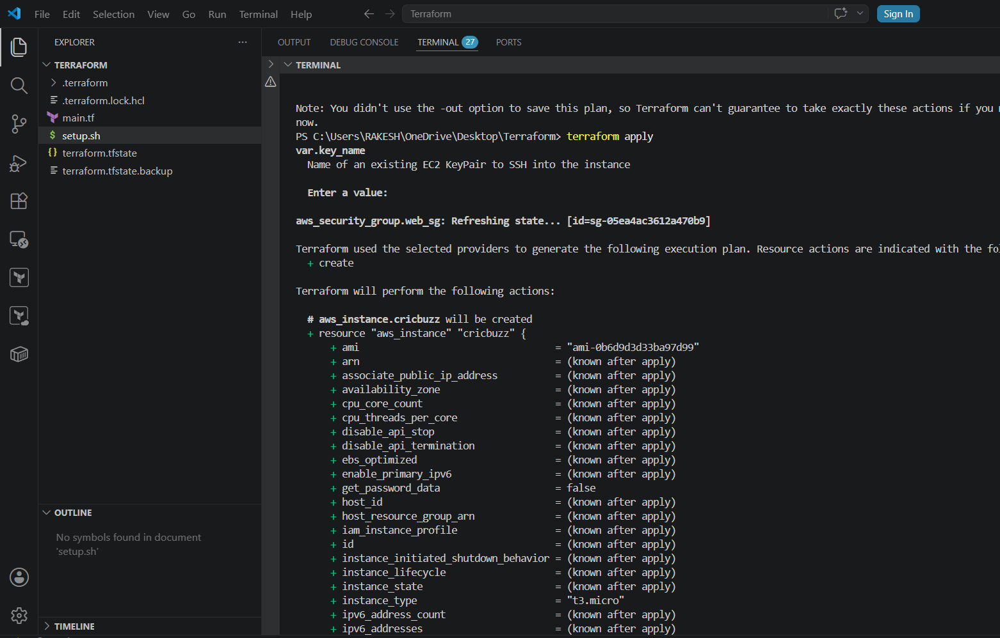 File Edit Selection View Go Run Terminal Help
Terraform
Sign In
EXPLORER
TERRAFORM
.terraform
.terraform.lock.hcl
main.tf
$ setup.sh
{} terraform.tfstate
terraform.tfstate.backup
OUTLINE
No symbols found in document
'setup.sh'
TIMELINE
OUTPUT DEBUG CONSOLE TERMINAL 27 PORTS
TERMINAL
Note: You didn't use the -out option to save this plan, so Terraform can't guarantee to take exactly these actions if you
now.
PS C:\Users\RAKESH\OneDrive\Desktop\Terraform> terraform apply
var.key_name
Name of an existing EC2 KeyPair to SSH into the instance
Enter a value:
aws_security_group.web_sg: Refreshing state... [id=sg-05ea4ac3612a470b9]
Terraform used the selected providers to generate the following execution plan. Resource actions are indicated with the
+ create
Terraform will perform the following actions:
# aws_instance.cricbuzz will be created
+ resource "aws_instance" "cricbuzz" {
+ ami = "ami-0b6d9d3d33ba97d99"
+ arn = (known after apply)
+ associate_public_ip_address = (known after apply)
+ availability_zone = (known after apply)
+ cpu_core_count = (known after apply)
+ cpu_threads_per_core = (known after apply)
+ disable_api_stop = (known after apply)
+ disable_api_termination = (known after apply)
+ ebs_optimized = (known after apply)
+ enable_primary_ipv6 = (known after apply)
+ get_password_data = false
+ host_id = (known after apply)
+ host_resource_group_arn = (known after apply)
+ iam_instance_profile = (known after apply)
+ id = (known after apply)
+ instance_initiated_shutdown_behavior = (known after apply)
+ instance_lifecycle = (known after apply)
+ instance_state = (known after apply)
+ instance_type = "t3.micro"
+ ipv6_address_count = (known after apply)
+ ipv6_addresses = (known after apply)